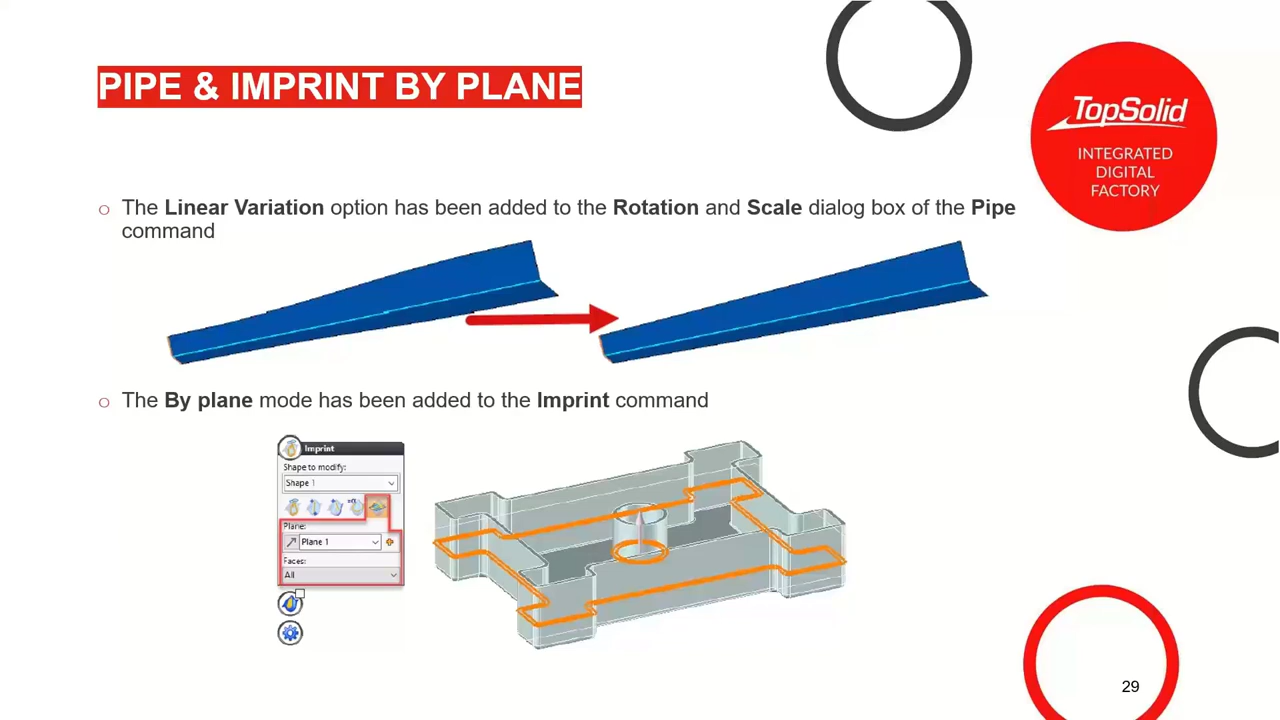 PIPE & IMPRINT BY PLANE
TopSolid
INTEGRATED
DIGITAL
FACTORY
The Linear Variation option has been added to the Rotation and Scale dialog box of the Pipe
command
The By plane mode has been added to the Imprint command
Imprint
Shape to modify:
Shape 1
Plane:
Plane 1
Faces:
All
29